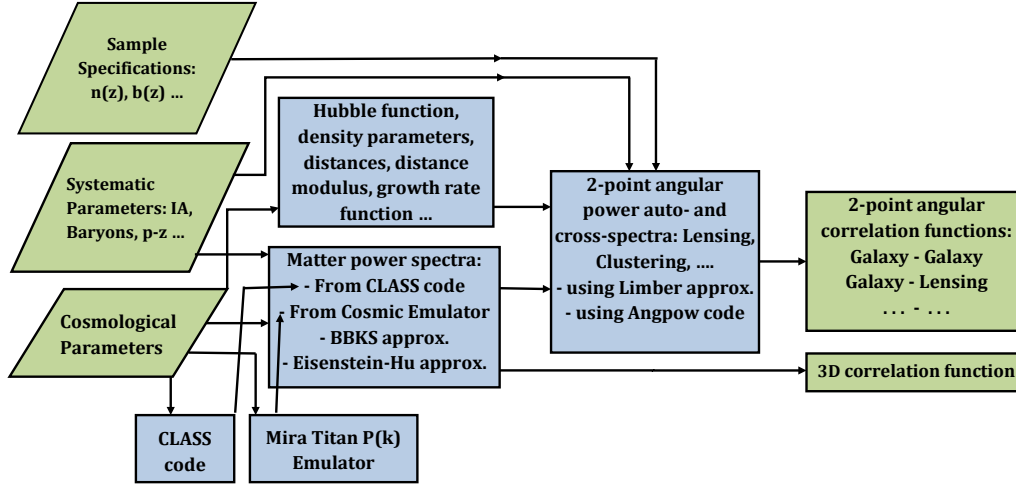 Sample
Specifications:
n(z), b(z) ...
Systematic
Parameters: IA,
Baryons, p-z ...
Cosmological
Parameters
Hubble function,
density parameters,
distances, distance
modulus, growth rate
function ...
Matter power spectra:
- From CLASS code
- From Cosmic Emulator
- BBKS approx.
- Eisenstein-Hu approx.
CLASS
code
Mira Titan P(k)
Emulator
2-point angular
power auto- and
cross-spectra: Lensing,
Clustering, ....
- using Limber approx.
- using Angpow code
2-point angular
correlation functions:
Galaxy - Galaxy
Galaxy - Lensing
. . . - . . .
3D correlation function